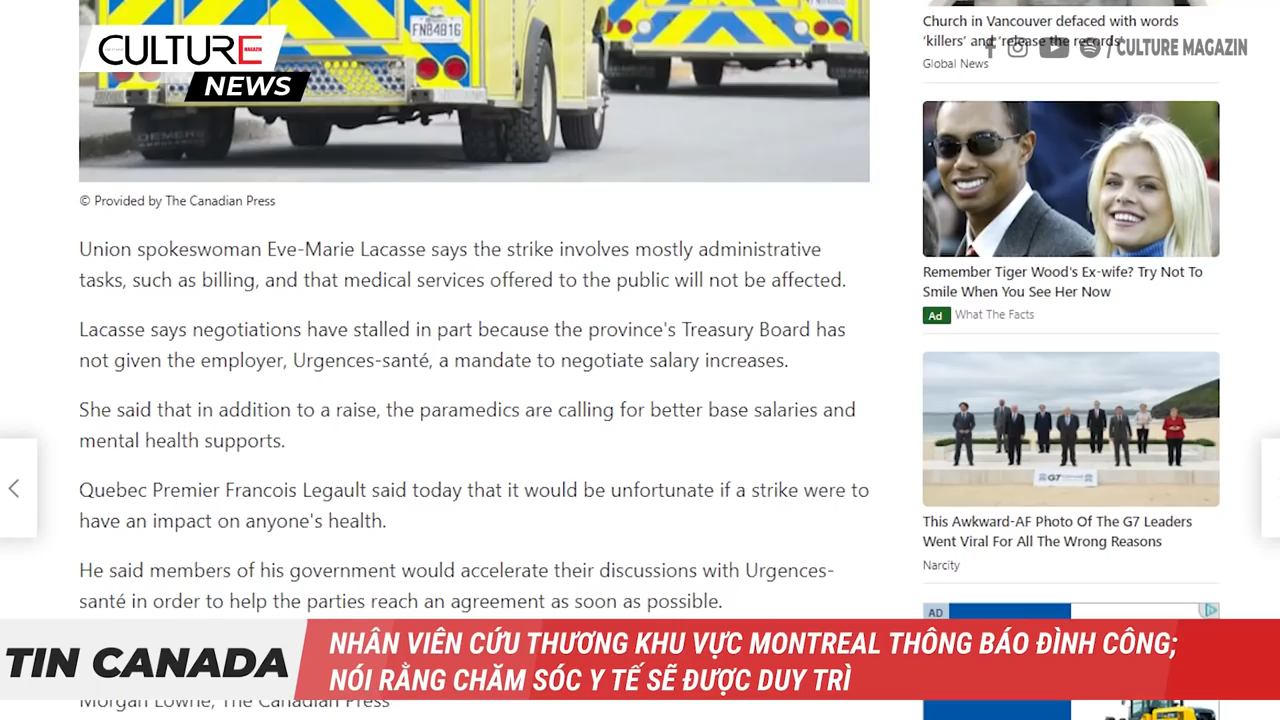 CULTURE
MAGAZIN
NEWS
FN84816
DEMERS
© Provided by The Canadian Press
Union spokeswoman Eve-Marie Lacasse says the strike involves mostly administrative
tasks, such as billing, and that medical services offered to the public will not be affected.
Lacasse says negotiations have stalled in part because the province's Treasury Board has
not given the employer, Urgences-santé, a mandate to negotiate salary increases.
She said that in addition to a raise, the paramedics are calling for better base salaries and
mental health supports.
Quebec Premier Francois Legault said today that it would be unfortunate if a strike were to
have an impact on anyone's health.
He said members of his government would accelerate their discussions with Urgences-
santé in order to help the parties reach an agreement as soon as possible.
Morgan Lowrie, The Canadian Press
Church in Vancouver defaced with words
'killers' and 'release the records'
/CULTURE MAGAZIN
Global News
Remember Tiger Wood's Ex-wife? Try Not To
Smile When You See Her Now
Ad What The Facts
G7
This Awkward-AF Photo Of The G7 Leaders
Went Viral For All The Wrong Reasons
Narcity
AD
TIN CANADA
NHÂN VIÊN CỨU THƯƠNG KHU VỰC MONTREAL THÔNG BÁO ĐÌNH CÔNG;
NÓI RẰNG CHĂM SÓC Y TẾ SẼ ĐƯỢC DUY TRÌ